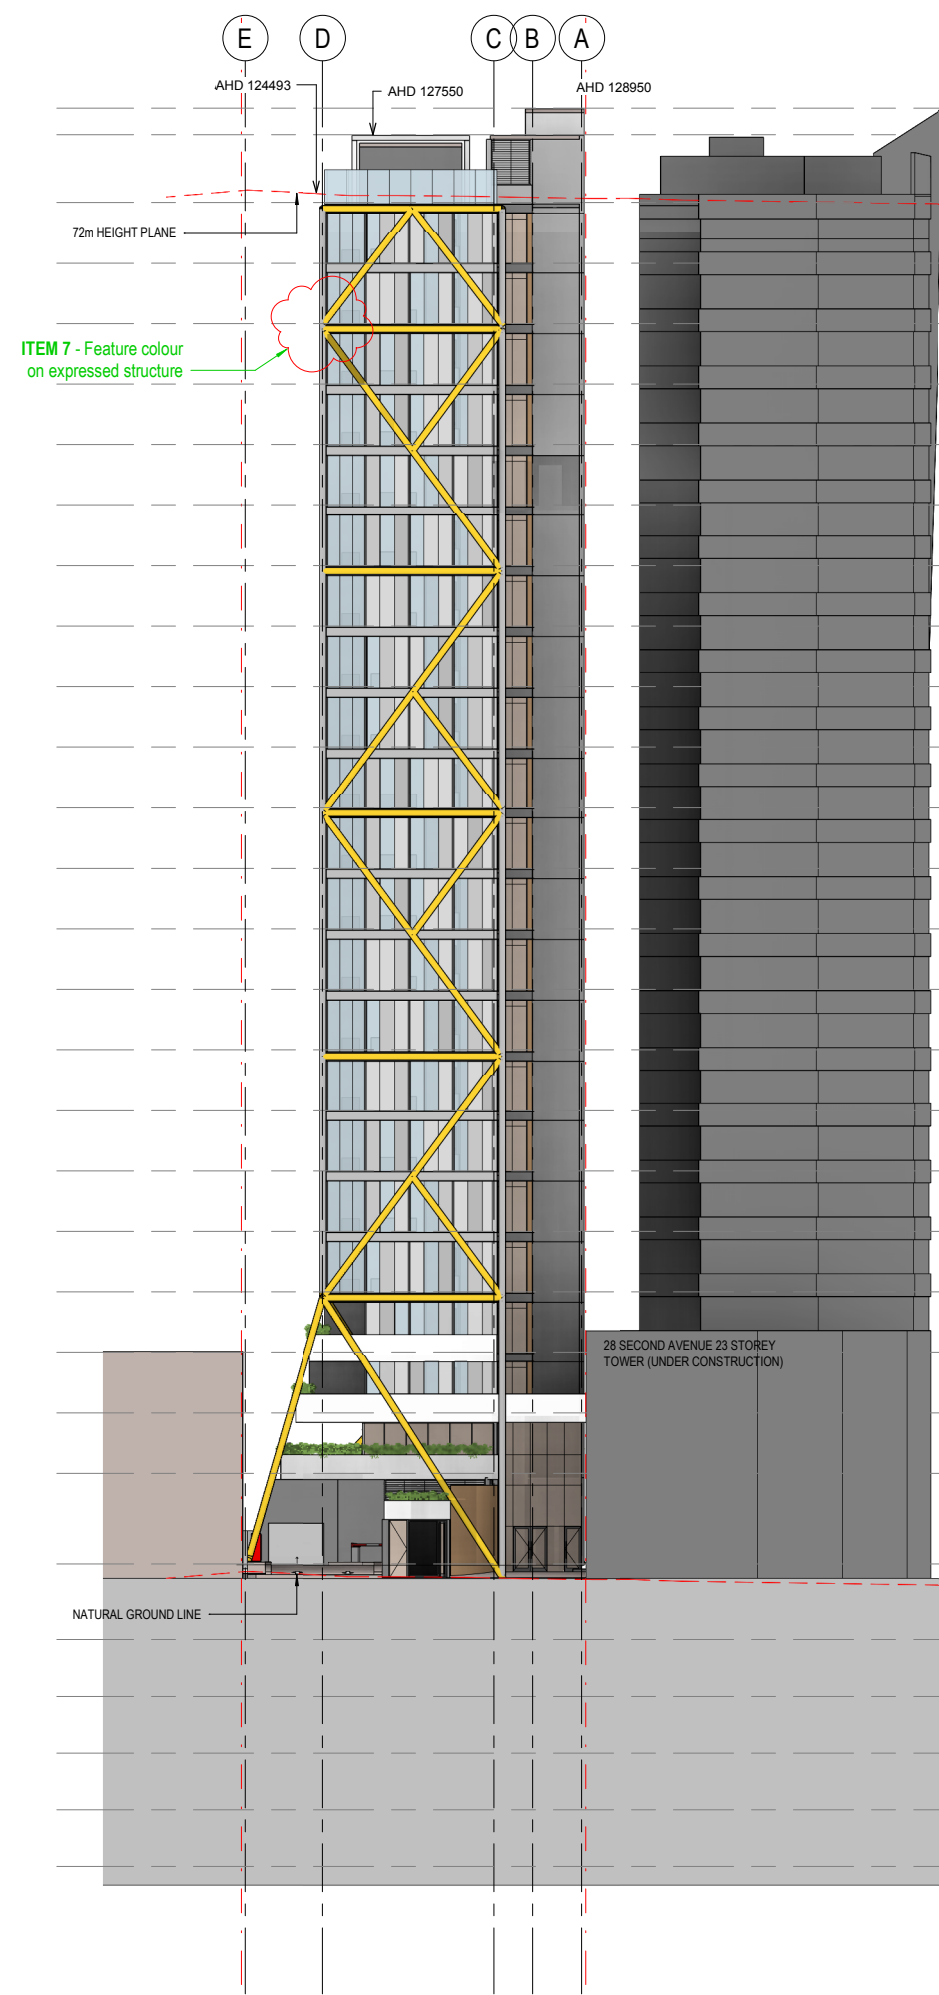 E D C B A
AHD 124493
AHD 127550
AHD 128950
72m HEIGHT PLANE
ITEM 7 - Feature colour
on expressed structure
28 SECOND AVENUE 23 STOREY
TOWER (UNDER CONSTRUCTION)
NATURAL GROUND LINE